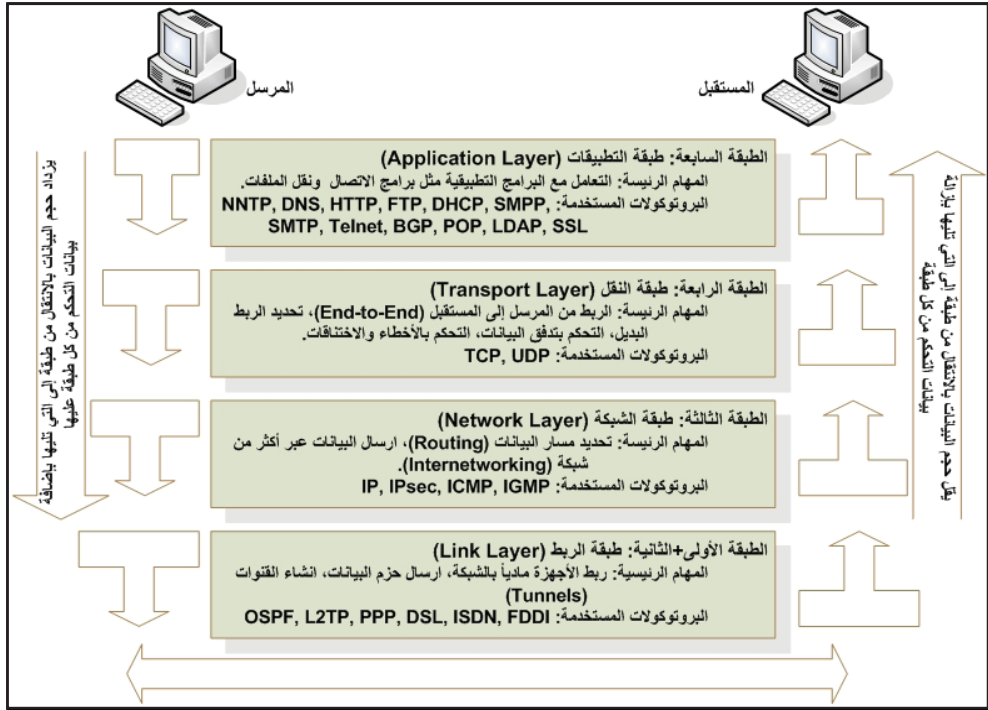 المرسل
المستقبل
يزداد حجم البيانات بالانتقال من طبقة إلى التي تليها بإضافة
بيانات التحكم من كل طبقة عليها
الطبقة السابعة: طبقة التطبيقات (Application Layer)
المهام الرئيسة: التعامل مع البرامج التطبيقية مثل برامج الاتصال ونقل الملفات.
البروتوكولات المستخدمة: NNTP, DNS, HTTP, FTP, DHCP, SMPP,
SMTP, Telnet, BGP, POP, LDAP, SSL
الطبقة الرابعة: طبقة النقل (Transport Layer)
المهام الرئيسة: الربط من المرسل إلى المستقبل (End-to-End)، تحديد الربط
البديل، التحكم بتدفق البيانات، التحكم بالأخطاء والاختناقات.
البروتوكولات المستخدمة: TCP, UDP
الطبقة الثالثة: طبقة الشبكة (Network Layer)
المهام الرئيسة: تحديد مسار البيانات (Routing)، ارسال البيانات عبر أكثر من
شبكة (Internetworking).
البروتوكولات المستخدمة: IP, IPsec, ICMP, IGMP
الطبقة الأولى+الثانية: طبقة الربط (Link Layer)
المهام الرئيسية: ربط الأجهزة مادياً بالشبكة، ارسال حزم البيانات، انشاء القنوات
(Tunnels)
البروتوكولات المستخدمة: OSPF, L2TP, PPP, DSL, ISDN, FDDI
يقل حجم البيانات بالانتقال من طبقة إلى التي تليها بإزالة
بيانات التحكم من كل طبقة